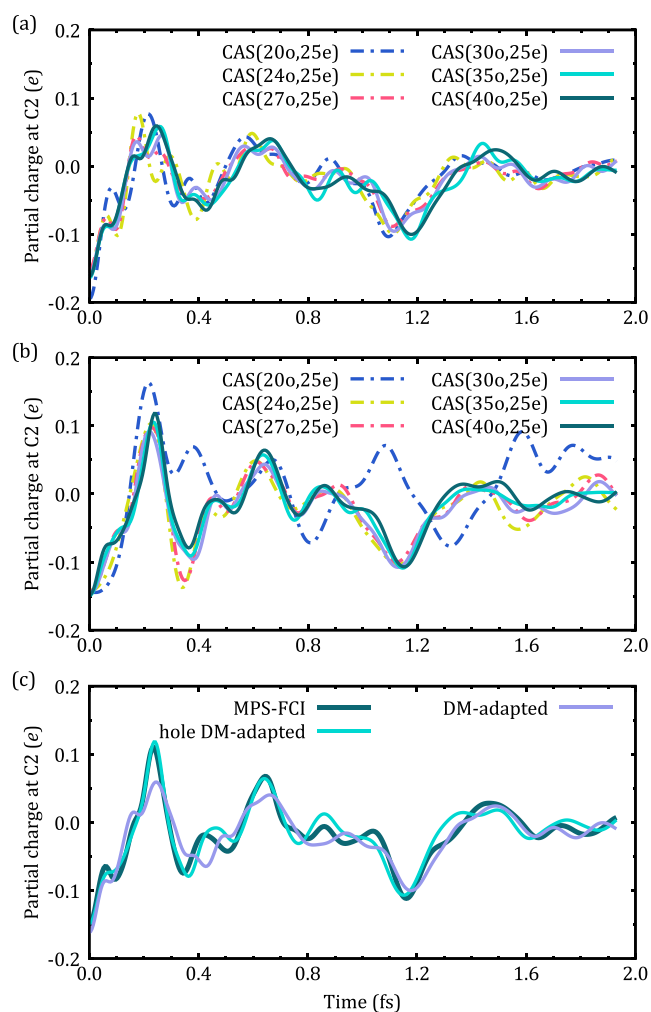 (a)
0.2
CAS(20o,25e) CAS(30o,25e)
CAS(24o,25e) CAS(35o,25e)
0.1
CAS(27o,25e) CAS(40o,25e)
0.0
-0.1
-0.2
Partial charge at C2 (e)
0.0 0.4 0.8 1.2 1.6 2.0
(b)
0.2
CAS(20o,25e) CAS(30o,25e)
CAS(24o,25e) CAS(35o,25e)
0.1
CAS(27o,25e) CAS(40o,25e)
0.0
-0.1
-0.2
Partial charge at C2 (e)
0.0 0.4 0.8 1.2 1.6 2.0
(c)
0.2
MPS-FCI DM-adapted
hole DM-adapted
0.1
0.0
-0.1
-0.2
Partial charge at C2 (e)
0.0 0.4 0.8 1.2 1.6 2.0
Time (fs)